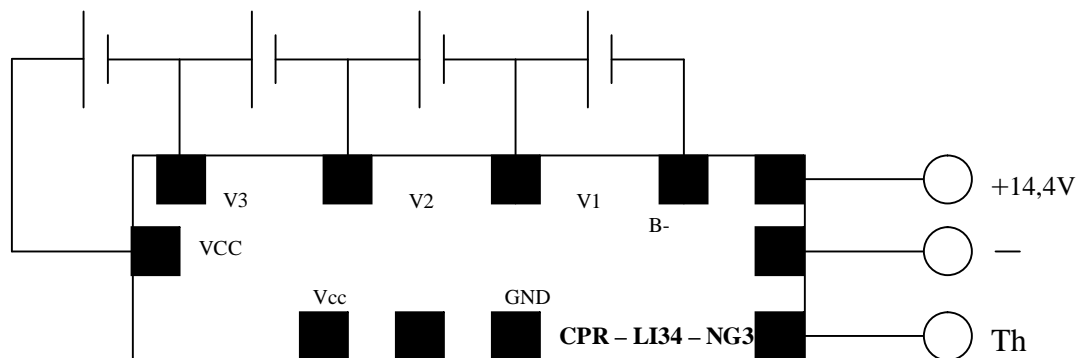 +14,4V
V3
V2
V1
B-
VCC
—
Vcc
GND
CPR – LI34 – NG3
Th